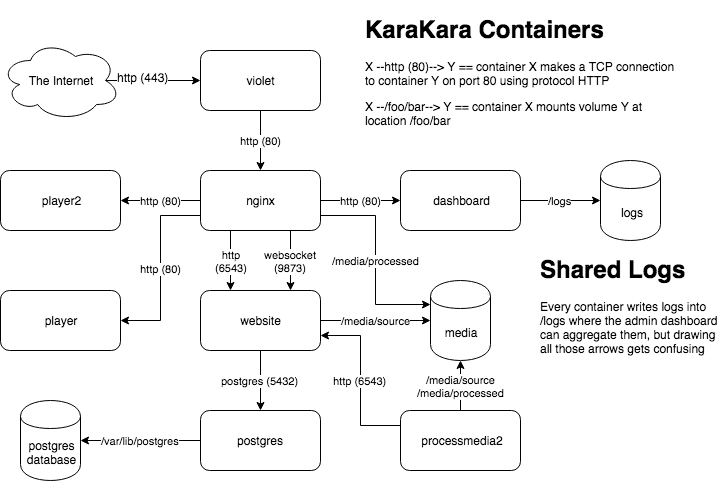 KaraKara Containers
X --http (80)--> Y == container X makes a TCP connection
to container Y on port 80 using protocol HTTP
X --/foo/bar--> Y == container X mounts volume Y at
location /foo/bar
The Internet
http (443)
violet
http (80)
player2
http (80)
nginx
http (80)
dashboard
/logs
logs
http (80)
http
(6543)
websocket
(9873)
/media/processed
Shared Logs
Every container writes logs into
/logs where the admin dashboard
can aggregate them, but drawing
all those arrows gets confusing
player
website
/media/source
media
postgres (5432)
http (6543)
/media/source
/media/processed
postgres
database
/var/lib/postgres
postgres
processmedia2